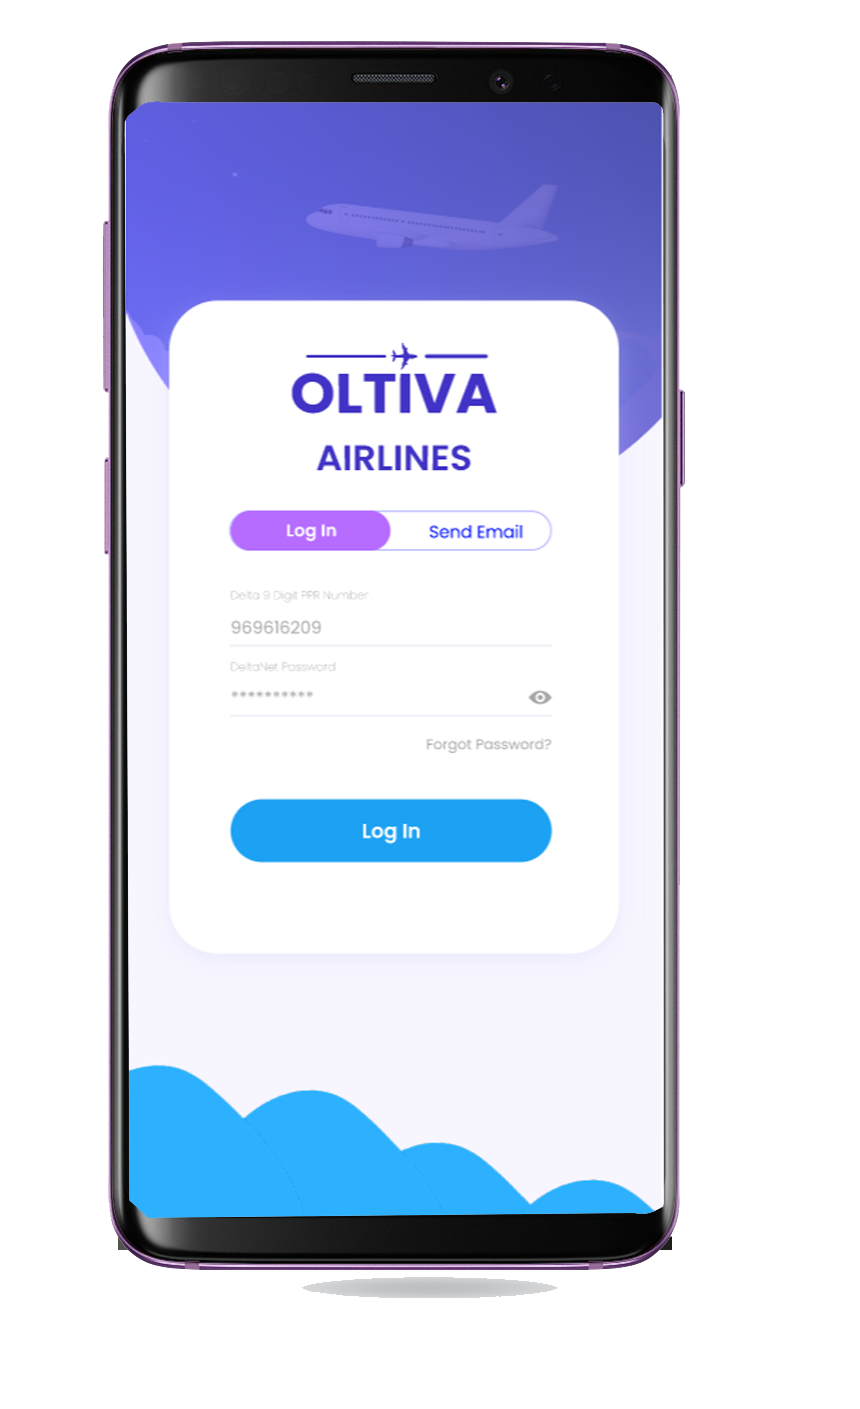 OLTIVA
AIRLINES
Log In Send Email
Delta 9 Digit PPR Number
969616209
DeltaNet Password
**********
Forgot Password?
Log In